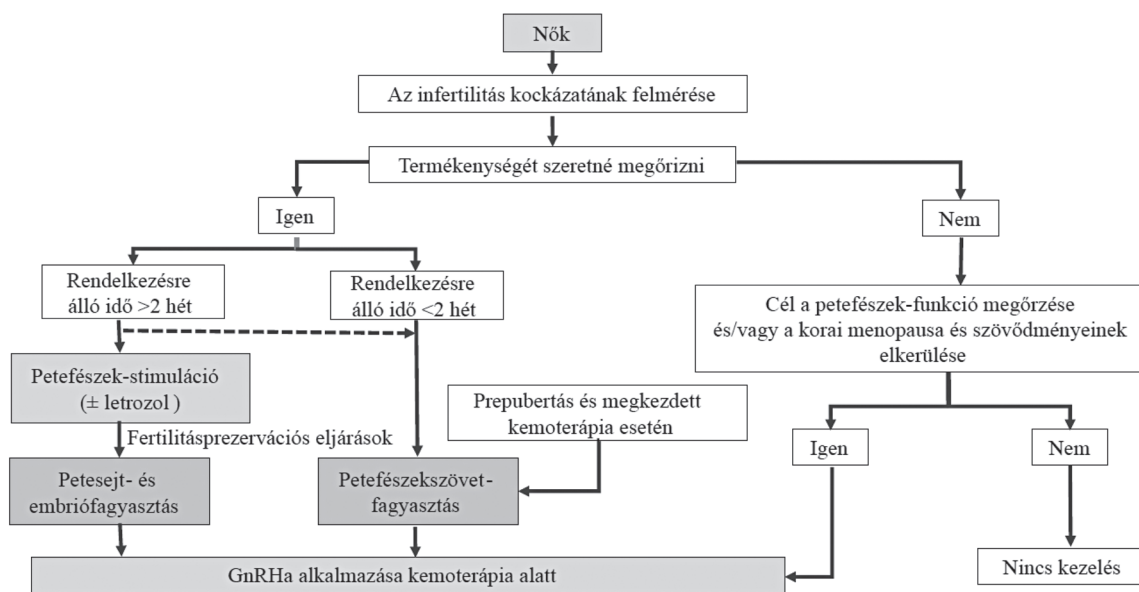 Nők
Az infertilitás kockázatának felmérése
Termékenységét szeretné megőrizni
Igen
Nem
Rendelkezésre
álló idő >2 hét
Rendelkezésre
álló idő <2 hét
Cél a petefészek-funkció megőrzése
és/vagy a korai menopausa és szövődményeinek
elkerülése
Petefészek-stimuláció
(± letrozol )
Prepubertás és megkezdett
kemoterápia esetén
Igen
Nem
Fertilitásprezervációs eljárások
Petesejt- és
embriófagyasztás
Petefészekszövet-
fagyasztás
GnRHa alkalmazása kemoterápia alatt
Nincs kezelés